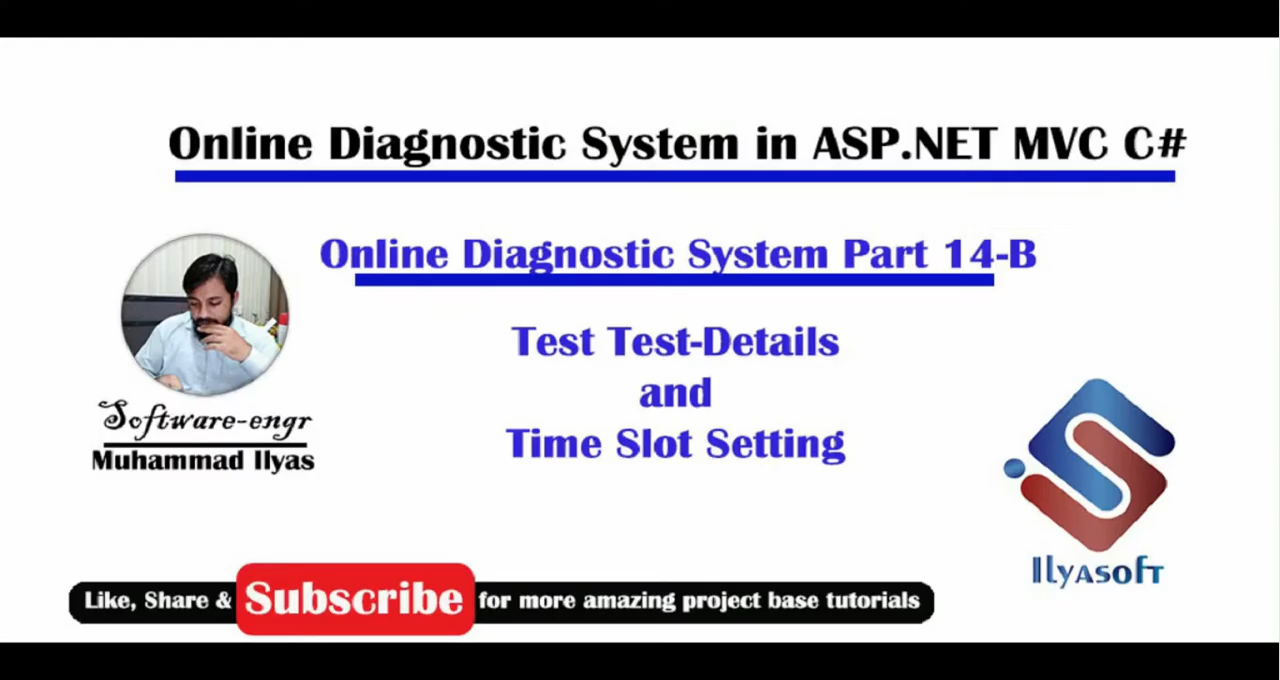 Online Diagnostic System in ASP.NET MVC C#
Online Diagnostic System Part 14-B
Test Test-Details
and
Time Slot Setting
Software-engr
Muhammad Ilyas
Ilyasoft
Like, Share & Subscribe for more amazing project base tutorials